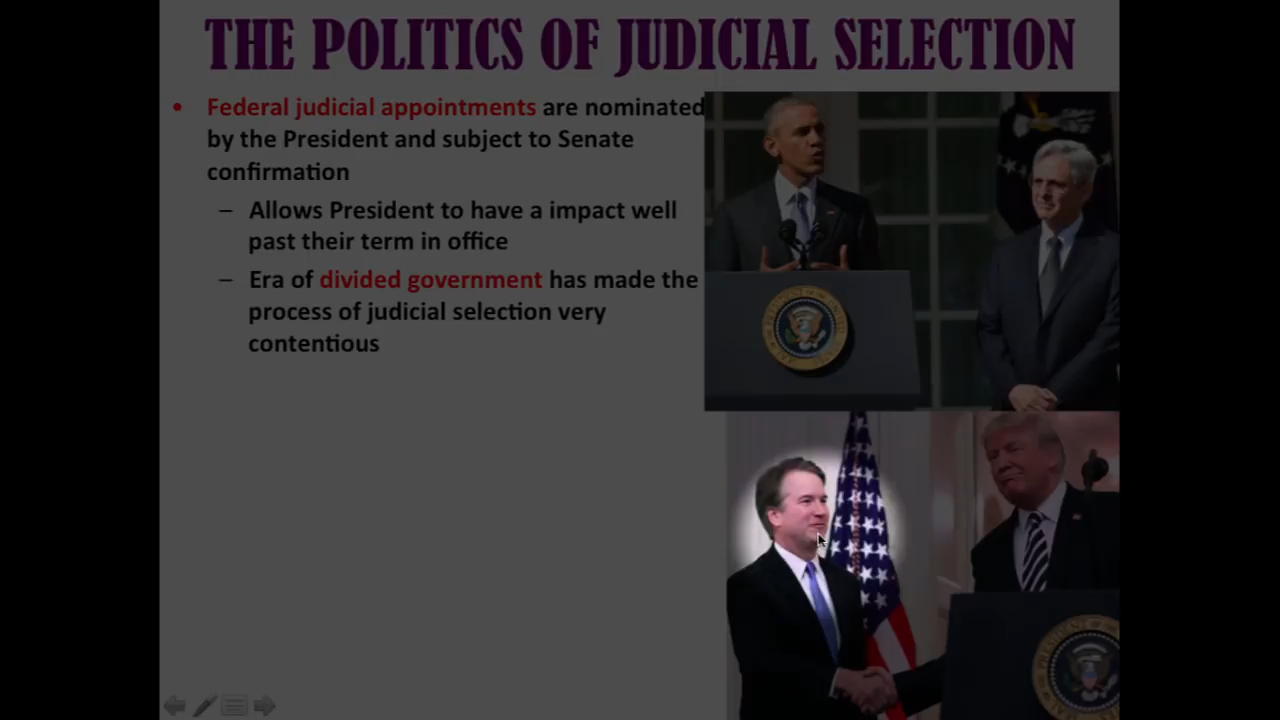 THE POLITICS OF JUDICIAL SELECTION
• Federal judicial appointments are nominated
by the President and subject to Senate
confirmation
– Allows President to have a impact well
past their term in office
– Era of divided government has made the
process of judicial selection very
contentious